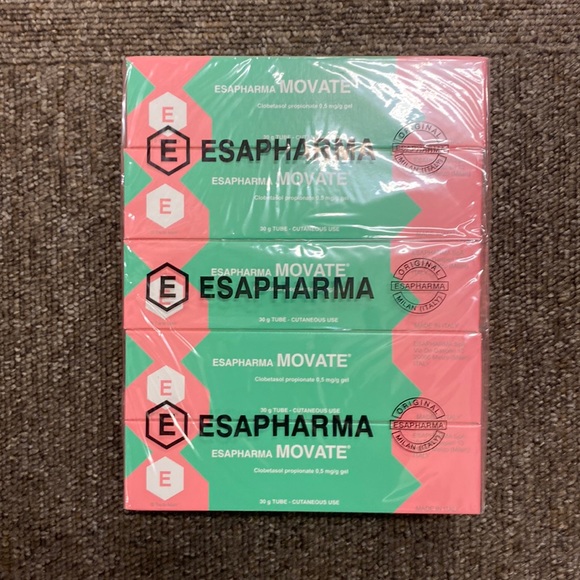 ESAPHARMA MOVATE®
Clobetasol propionate 0,5 mg/g gel
E
E ESAPHARMA
ORIGINAL
ESAPHARMA
MILAN (ITALY)
ESAPHARMA MOVATE®
Clobetasol propionate 0,5 mg/g gel
E
30 g TUBE - CUTANEOUS USE
ESAPHARMA MOVATE®
E ESAPHARMA
ORIGINAL
ESAPHARMA
MILAN (ITALY)
30 g TUBE - CUTANEOUS USE
ESAPHARMA MOVATE®
Clobetasol propionate 0,5 mg/g gel
E
30 g TUBE - CUTANEOUS USE
E ESAPHARMA
ORIGINAL
ESAPHARMA
MILAN (ITALY)
ESAPHARMA MOVATE®
Clobetasol propionate 0,5 mg/g gel
E
30 g TUBE - CUTANEOUS USE